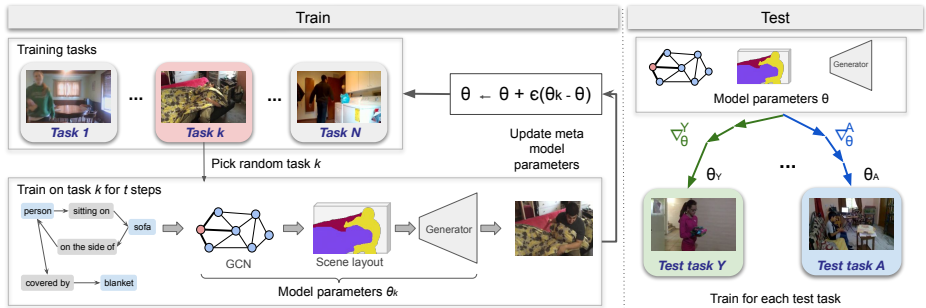 Train
Test
Training tasks
Task 1
...
Task k
...
Task N
θ ← θ + ϵ(θk - θ)
Pick random task k
Update meta
model
parameters
Train on task k for t steps
person
sitting on
sofa
on the side of
covered by
blanket
GCN
Scene layout
Generator
Model parameters θk
Generator
Model parameters θ
∇θY
∇θA
...
θY
θA
Test task Y
Test task A
Train for each test task